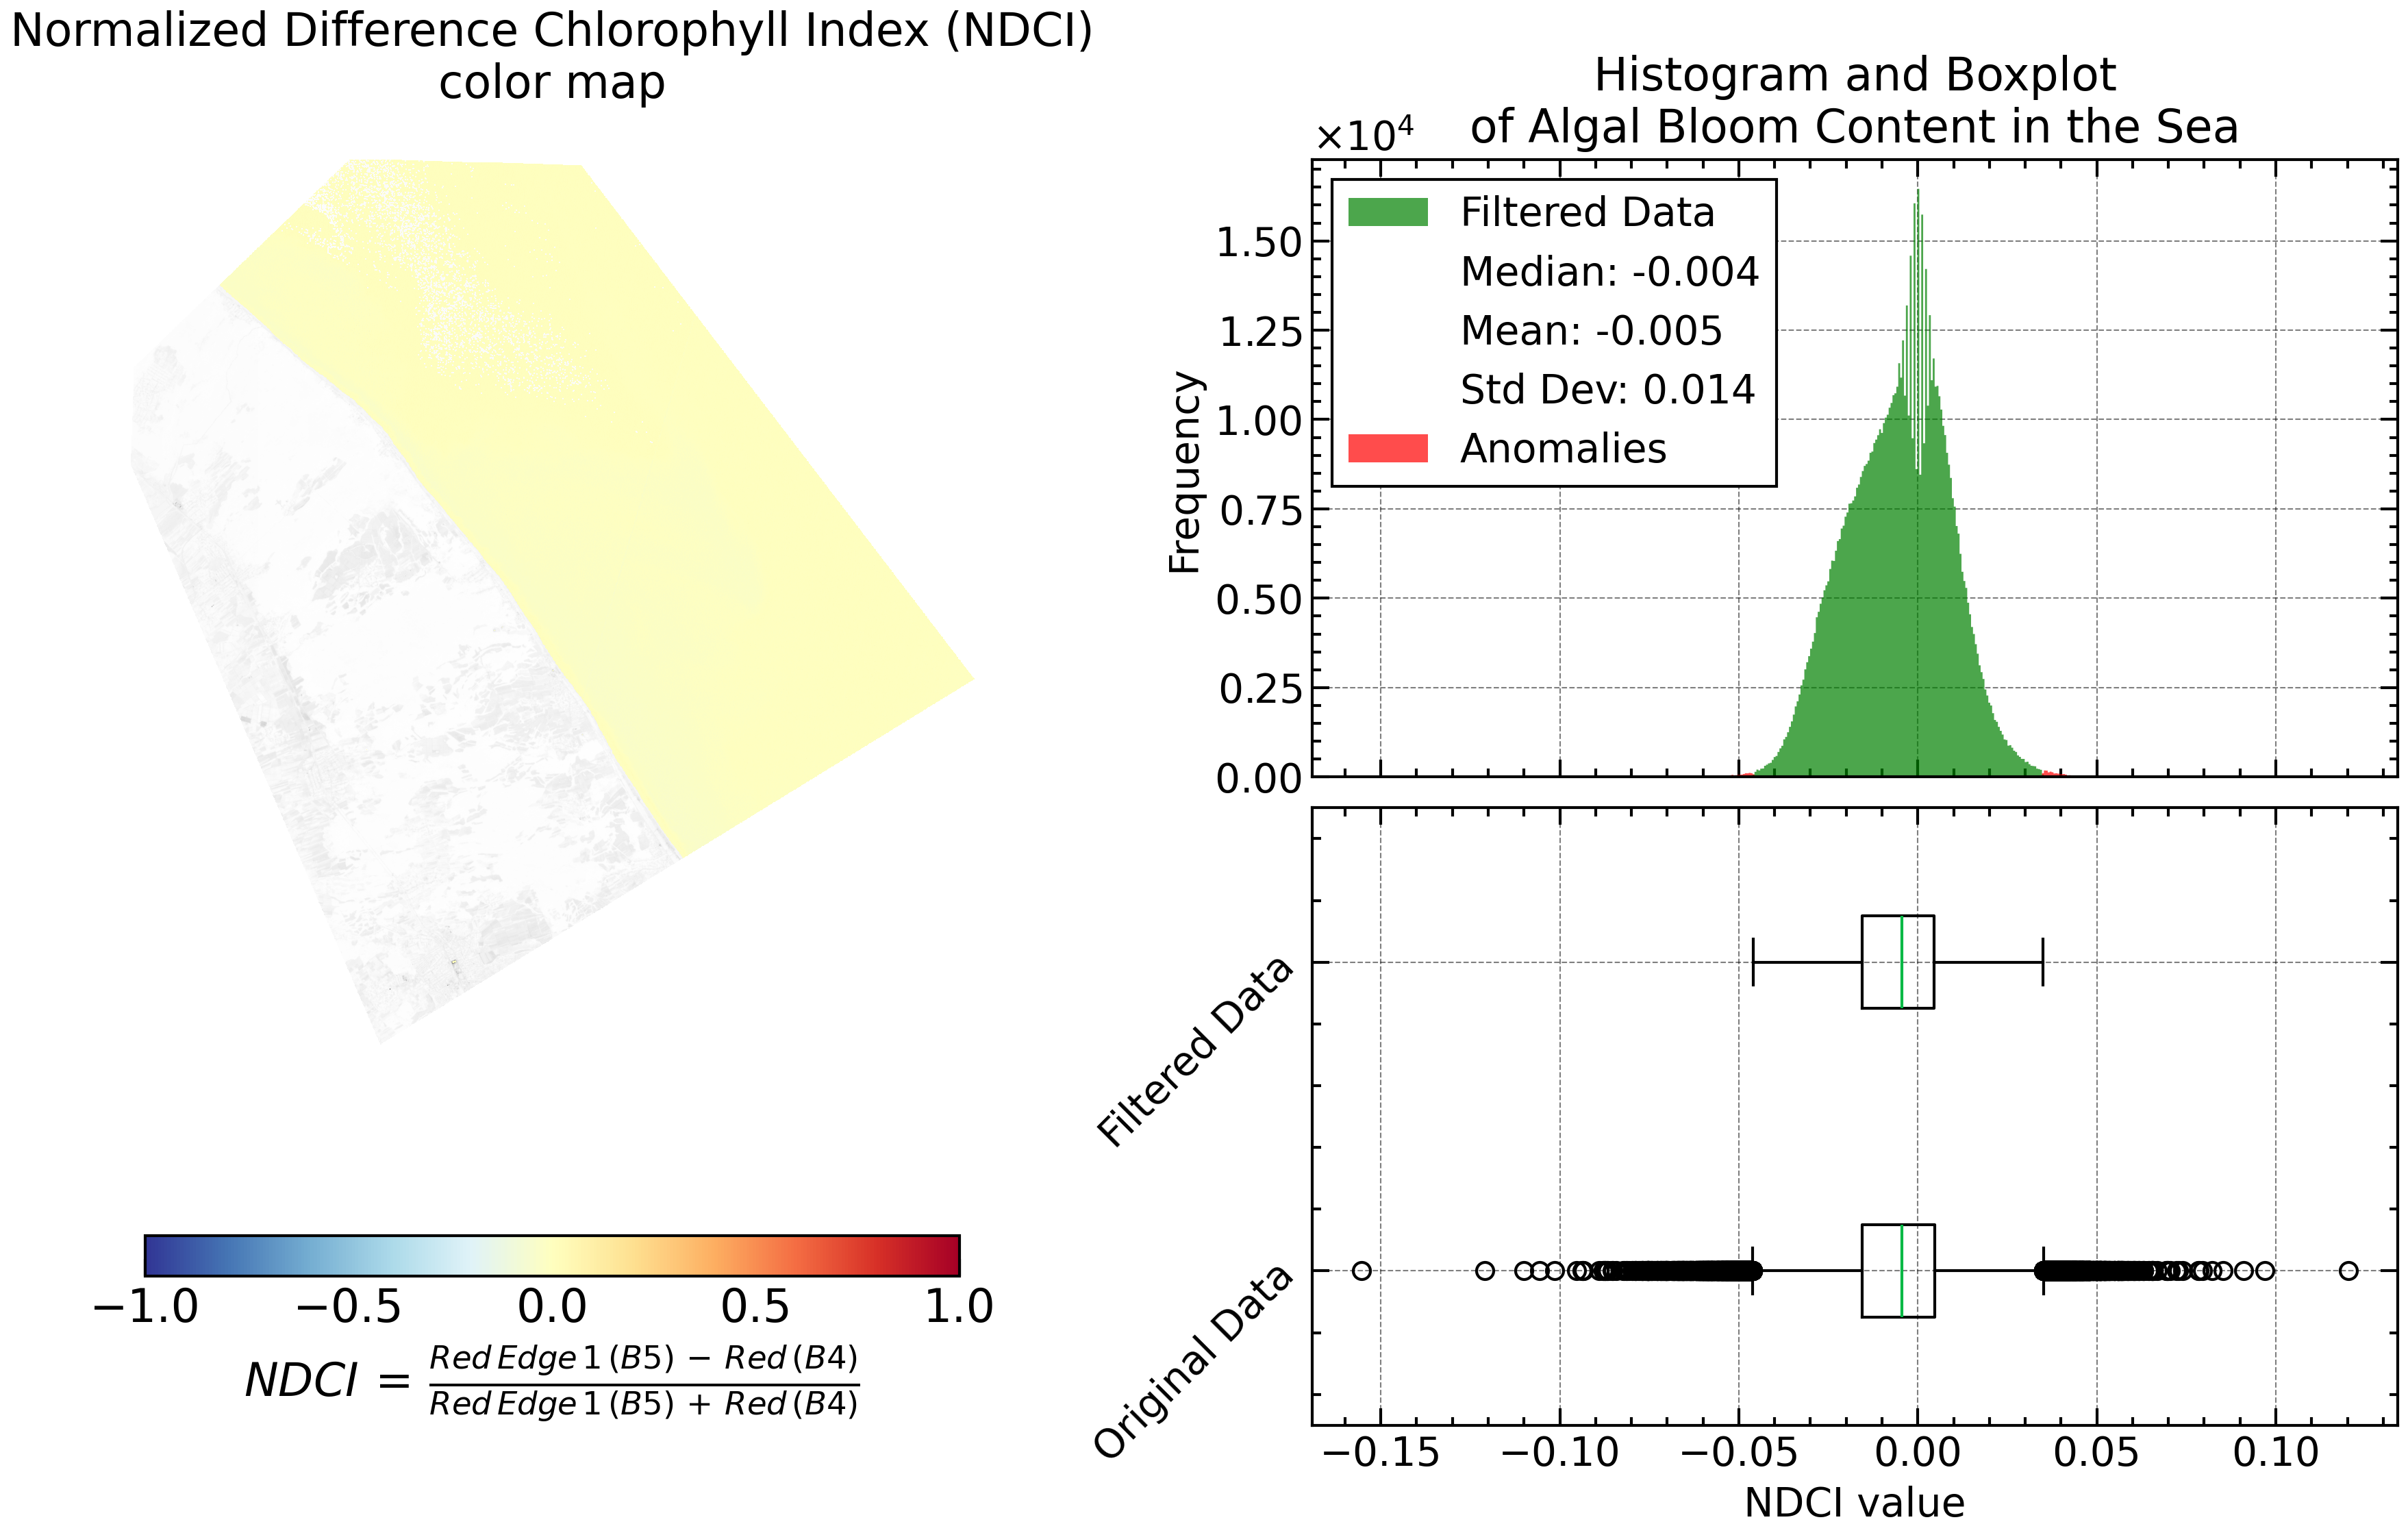 Normalized Difference Chlorophyll Index (NDCI)
color map
−1.0 −0.5 0.0 0.5 1.0
NDCI = Red Edge 1 (B5) − Red (B4) / Red Edge 1 (B5) + Red (B4)
Histogram and Boxplot
of Algal Bloom Content in the Sea
×10⁴
Frequency
1.50
1.25
1.00
0.75
0.50
0.25
0.00
Filtered Data
Median: -0.004
Mean: -0.005
Std Dev: 0.014
Anomalies
Filtered Data
Original Data
−0.15 −0.10 −0.05 0.00 0.05 0.10
NDCI value